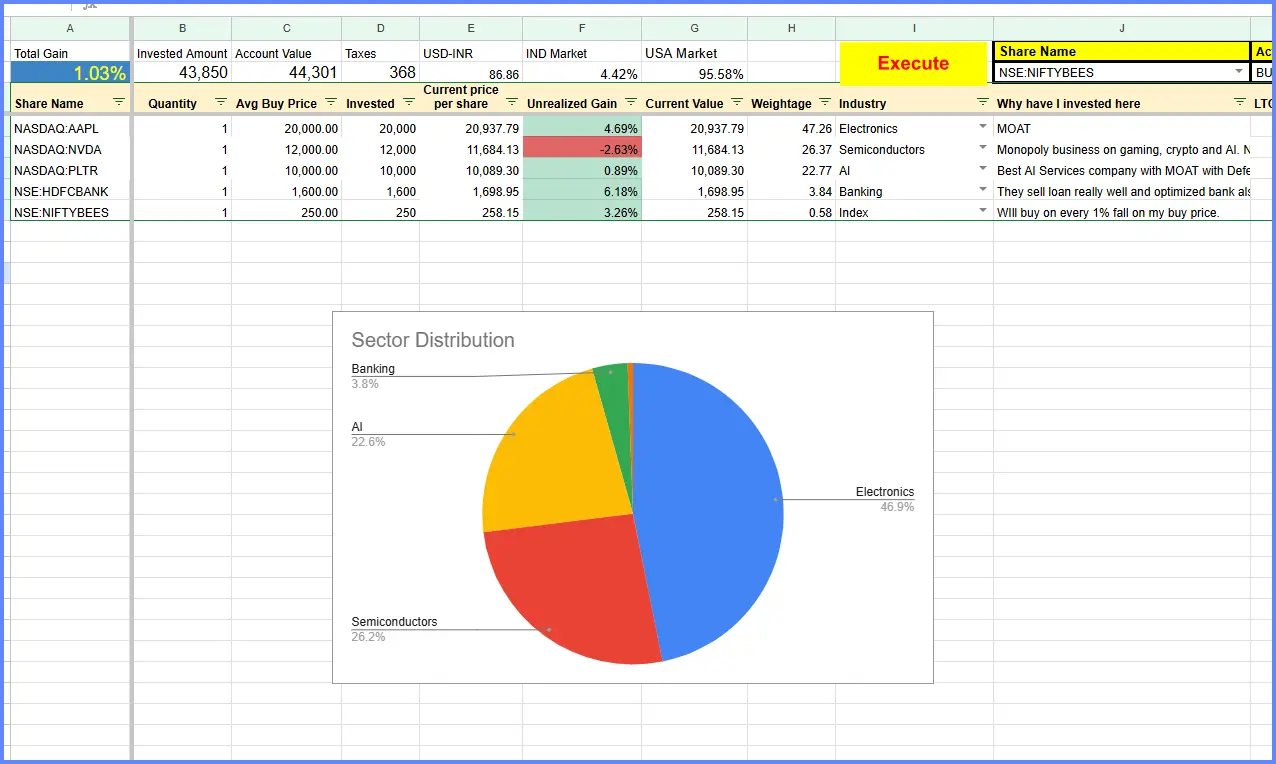 A B C D E F G H I J
Total Gain Invested Amount Account Value Taxes USD-INR IND Market USA Market Execute Share Name Ac
1.03% 43,850 44,301 368 86.86 4.42% 95.58% NSE:NIFTYBEES BU
Share Name Quantity Avg Buy Price Invested Current price per share Unrealized Gain Current Value Weightage Industry Why have I invested here LTC
NASDAQ:AAPL 1 20,000.00 20,000 20,937.79 4.69% 20,937.79 47.26 Electronics MOAT
NASDAQ:NVDA 1 12,000.00 12,000 11,684.13 -2.63% 11,684.13 26.37 Semiconductors Monopoly business on gaming, crypto and AI. N
NASDAQ:PLTR 1 10,000.00 10,000 10,089.30 0.89% 10,089.30 22.77 AI Best AI Services company with MOAT with Defe
NSE:HDFCBANK 1 1,600.00 1,600 1,698.95 6.18% 1,698.95 3.84 Banking They sell loan really well and optimized bank als
NSE:NIFTYBEES 1 250.00 250 258.15 3.26% 258.15 0.58 Index WIll buy on every 1% fall on my buy price.
Sector Distribution
Banking
3.8%
AI
22.6%
Electronics
46.9%
Semiconductors
26.2%